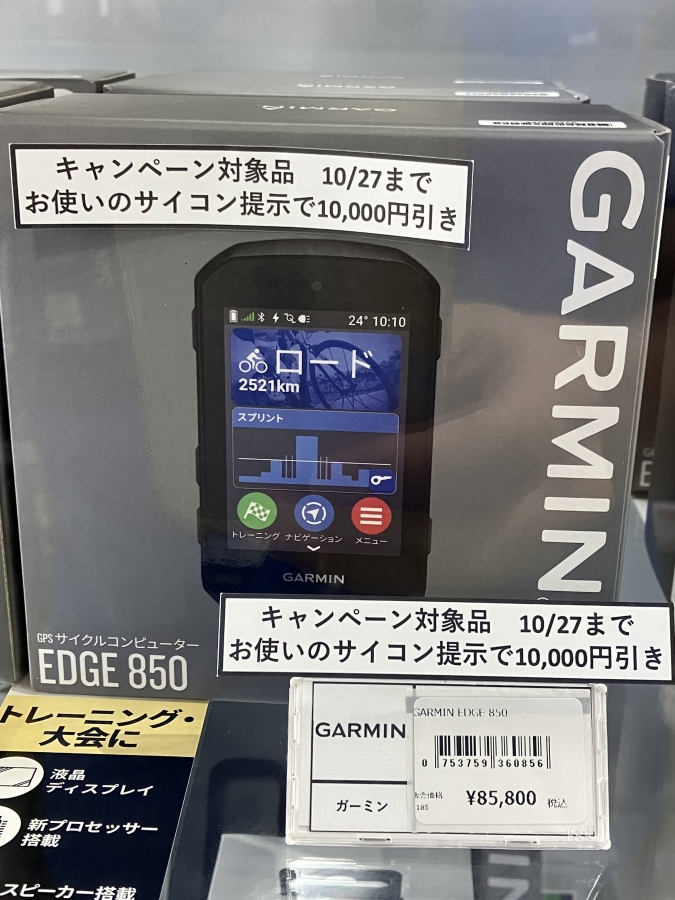 GARMIN
キャンペーン対象品 10/27まで
お使いのサイコン提示で10,000円引き
GARMIN
24° 10:10
ロード
2521km
スプリント
トレーニング ナビゲーション メニュー
GARMIN
GPS サイクルコンピューター
EDGE 850
キャンペーン対象品 10/27まで
お使いのサイコン提示で10,000円引き
トレーニング・
大会に
液晶
ディスプレイ
新プロセッサー
搭載
スピーカー搭載
GARMIN
ガーミン
GARMIN EDGE 850
0 753759 360856
¥85,800 税込